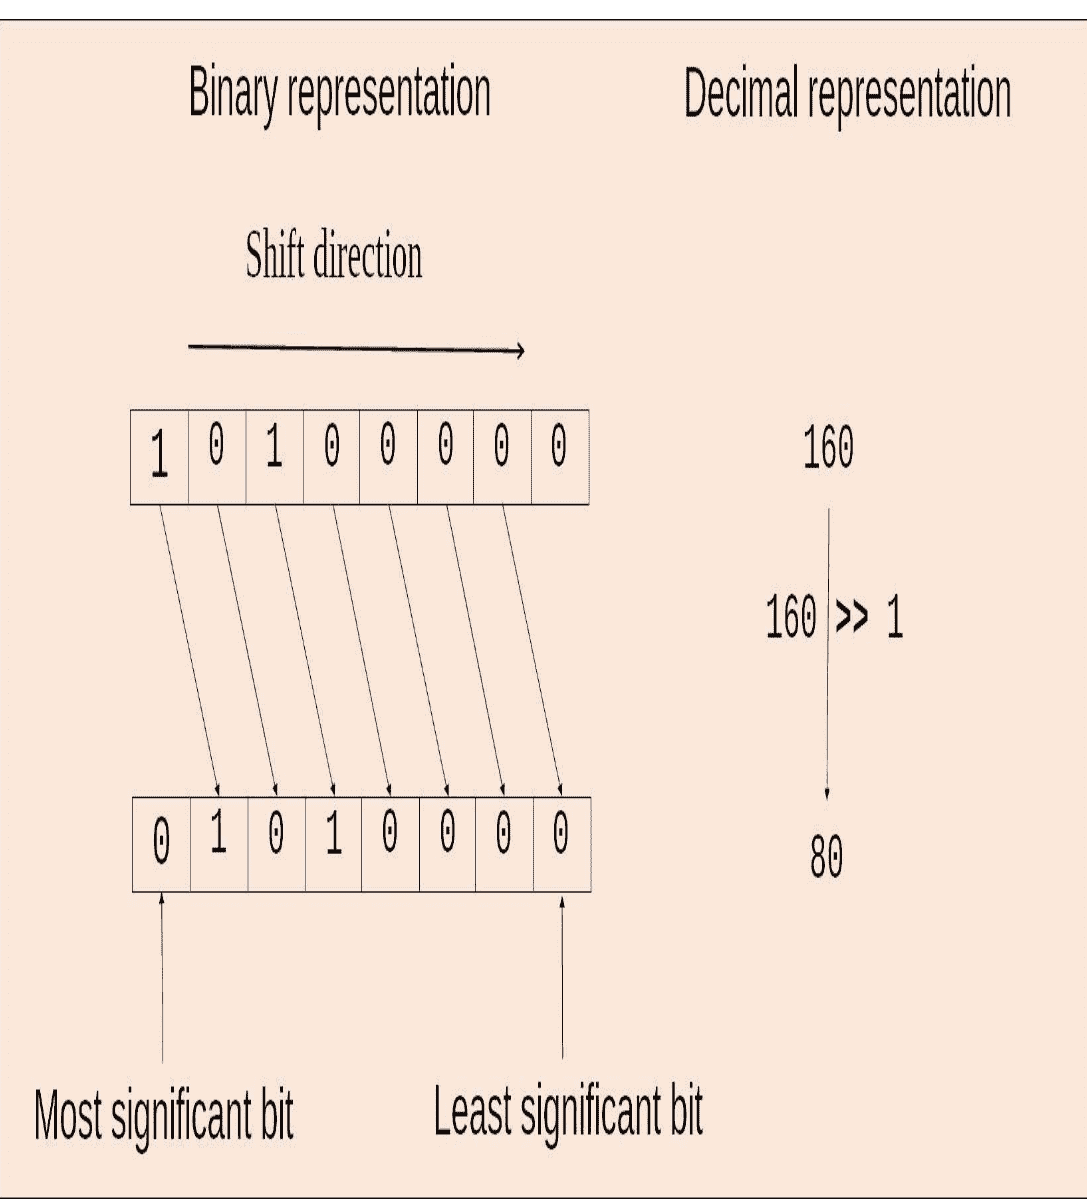 Binary representation
Decimal representation
Shift direction
1 0 1 0 0 0 0 0
160
160 >> 1
0 1 0 1 0 0 0 0
80
Most significant bit
Least significant bit